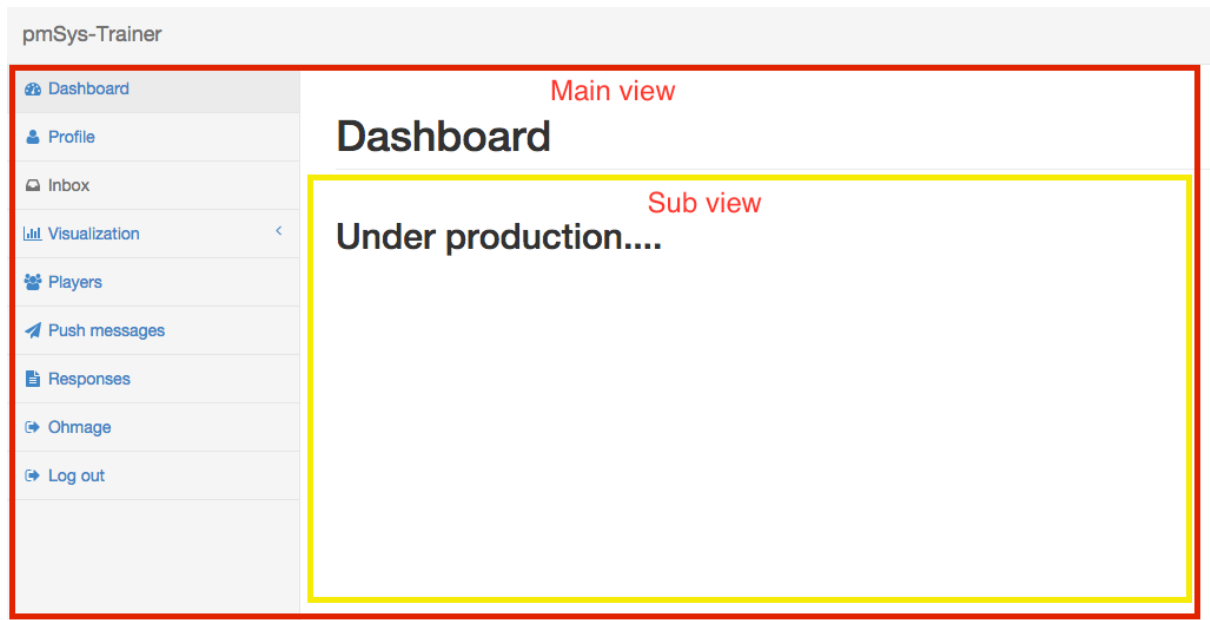 pmSys-Trainer
Dashboard
Profile
Inbox
Visualization
Players
Push messages
Responses
Ohmage
Log out
Main view
Dashboard
Sub view
Under production....